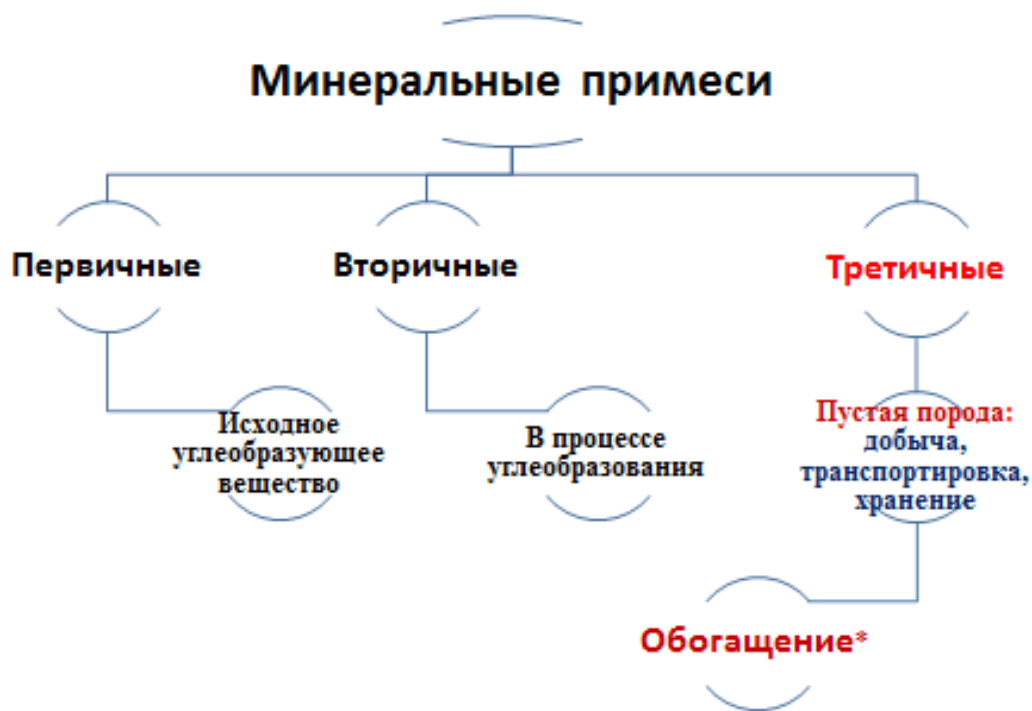 Минеральные примеси
Первичные
Вторичные
Третичные
Исходное
углеобразующее
вещество
В процессе
углеобразования
Пустая порода:
добыча,
транспортировка,
хранение
Обогащение*